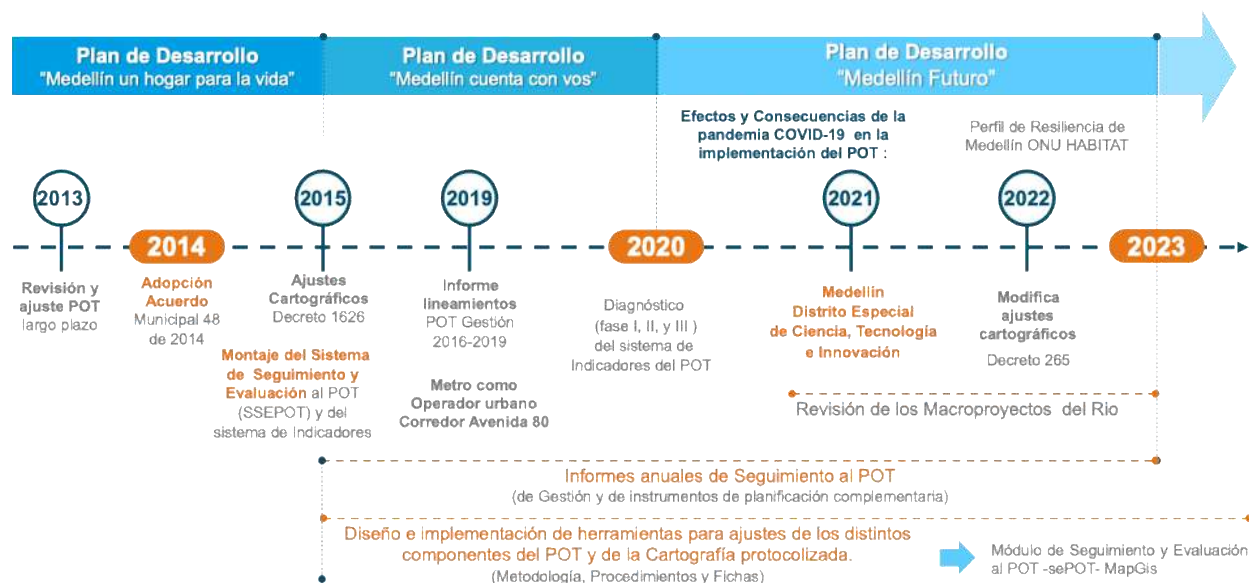 Plan de Desarrollo
"Medellín un hogar para la vida"
Plan de Desarrollo
"Medellín cuenta con vos"
Plan de Desarrollo
"Medellín Futuro"
Efectos y Consecuencias de la
pandemia COVID-19 en la
implementación del POT :
Perfil de Resiliencia de
Medellín ONU HABITAT
2013
Revisión y
ajuste POT
largo plazo
2014
Adopción
Acuerdo
Municipal 48
de 2014
2015
Ajustes
Cartográficos
Decreto 1626
Montaje del Sistema
de Seguimiento y
Evaluación al POT
(SSEPOT) y del
sistema de Indicadores
2019
Informe
lineamientos
POT Gestión
2016-2019
Metro como
Operador urbano
Corredor Avenida 80
2020
Diagnóstico
(fase I, II, y III )
del sistema de
Indicadores del POT
2021
Medellin
Distrito Especial
de Ciencia, Tecnología
e Innovación
2022
Modifica
ajustes
cartográficos
Decreto 265
2023
Revisión de los Macroproyectos del Rio
Informes anuales de Seguimiento al POT
(de Gestión y de instrumentos de planificación complementaria)
Diseño e implementación de herramientas para ajustes de los distintos
componentes del POT y de la Cartografía protocolizada.
(Metodología, Procedimientos y Fichas)
Módulo de Seguimiento y Evaluación
al POT -sePOT- MapGis